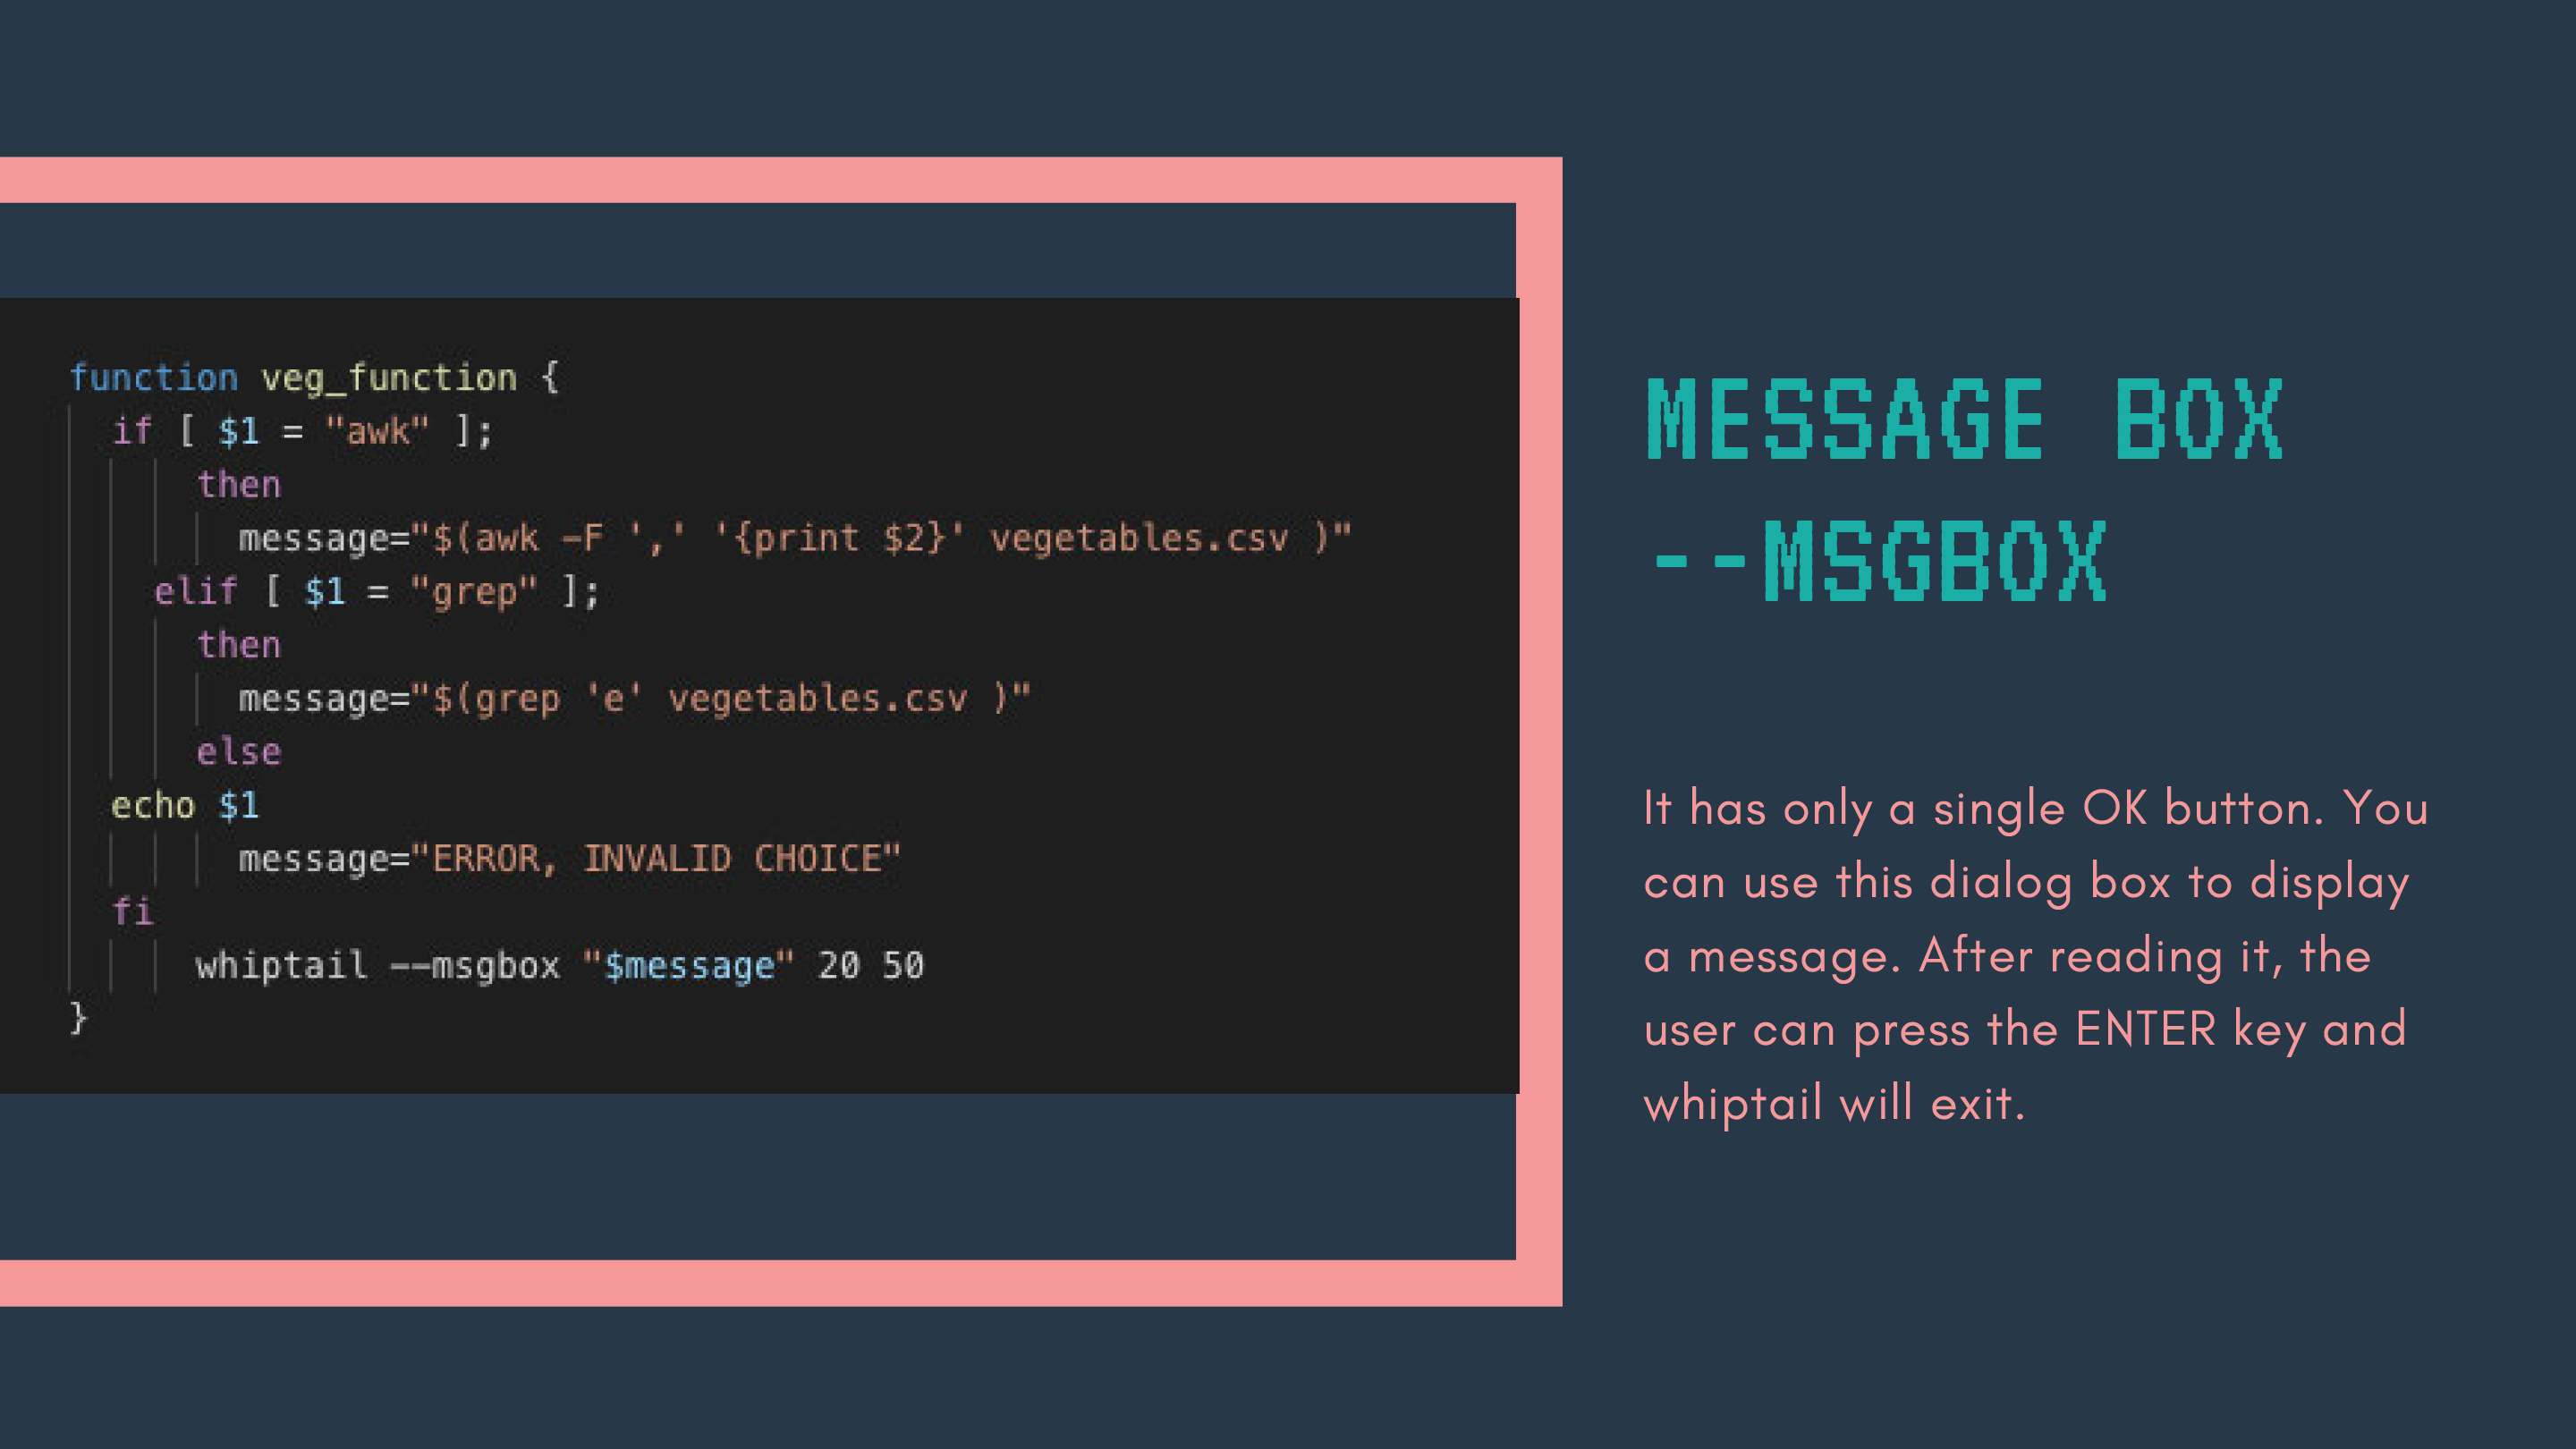 function veg_function {
if [ $1 = "awk" ];
then
message="$(awk -F ',' '{print $2}' vegetables.csv )"
elif [ $1 = "grep" ];
then
message="$(grep 'e' vegetables.csv )"
else
echo $1
message="ERROR, INVALID CHOICE"
fi
whiptail --msgbox "$message" 20 50
}
MESSAGE BOX
--MSGBOX
It has only a single OK button. You
can use this dialog box to display
a message. After reading it, the
user can press the ENTER key and
whiptail will exit.